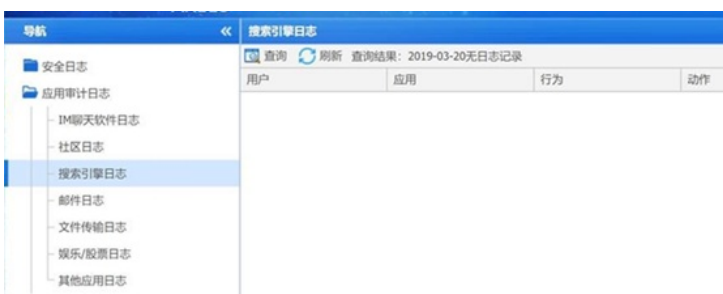 导航
安全日志
应用审计日志
IM聊天软件日志
社区日志
搜索引擎日志
邮件日志
文件传输日志
娱乐/股票日志
其他应用日志
搜索引擎日志
查询 刷新 查询结果：2019-03-20无日志记录
用户 应用 行为 动作